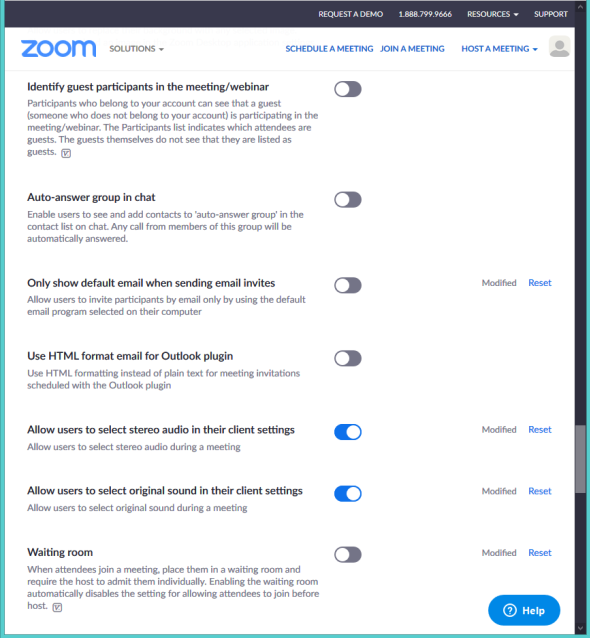 REQUEST A DEMO 1.888.799.9666 RESOURCES SUPPORT
zoom SOLUTIONS SCHEDULE A MEETING JOIN A MEETING HOST A MEETING
Identify guest participants in the meeting/webinar
Participants who belong to your account can see that a guest
(someone who does not belong to your account) is participating in the
meeting/webinar. The Participants list indicates which attendees are
guests. The guests themselves do not see that they are listed as
guests.
Auto-answer group in chat
Enable users to see and add contacts to 'auto-answer group' in the
contact list on chat. Any call from members of this group will be
automatically answered.
Only show default email when sending email invites Modified Reset
Allow users to invite participants by email only by using the default
email program selected on their computer
Use HTML format email for Outlook plugin
Use HTML formatting instead of plain text for meeting invitations
scheduled with the Outlook plugin
Allow users to select stereo audio in their client settings Modified Reset
Allow users to select stereo audio during a meeting
Allow users to select original sound in their client settings Modified Reset
Allow users to select original sound during a meeting
Waiting room Modified Reset
When attendees join a meeting, place them in a waiting room and
require the host to admit them individually. Enabling the waiting room
automatically disables the setting for allowing attendees to join before
host.
Help